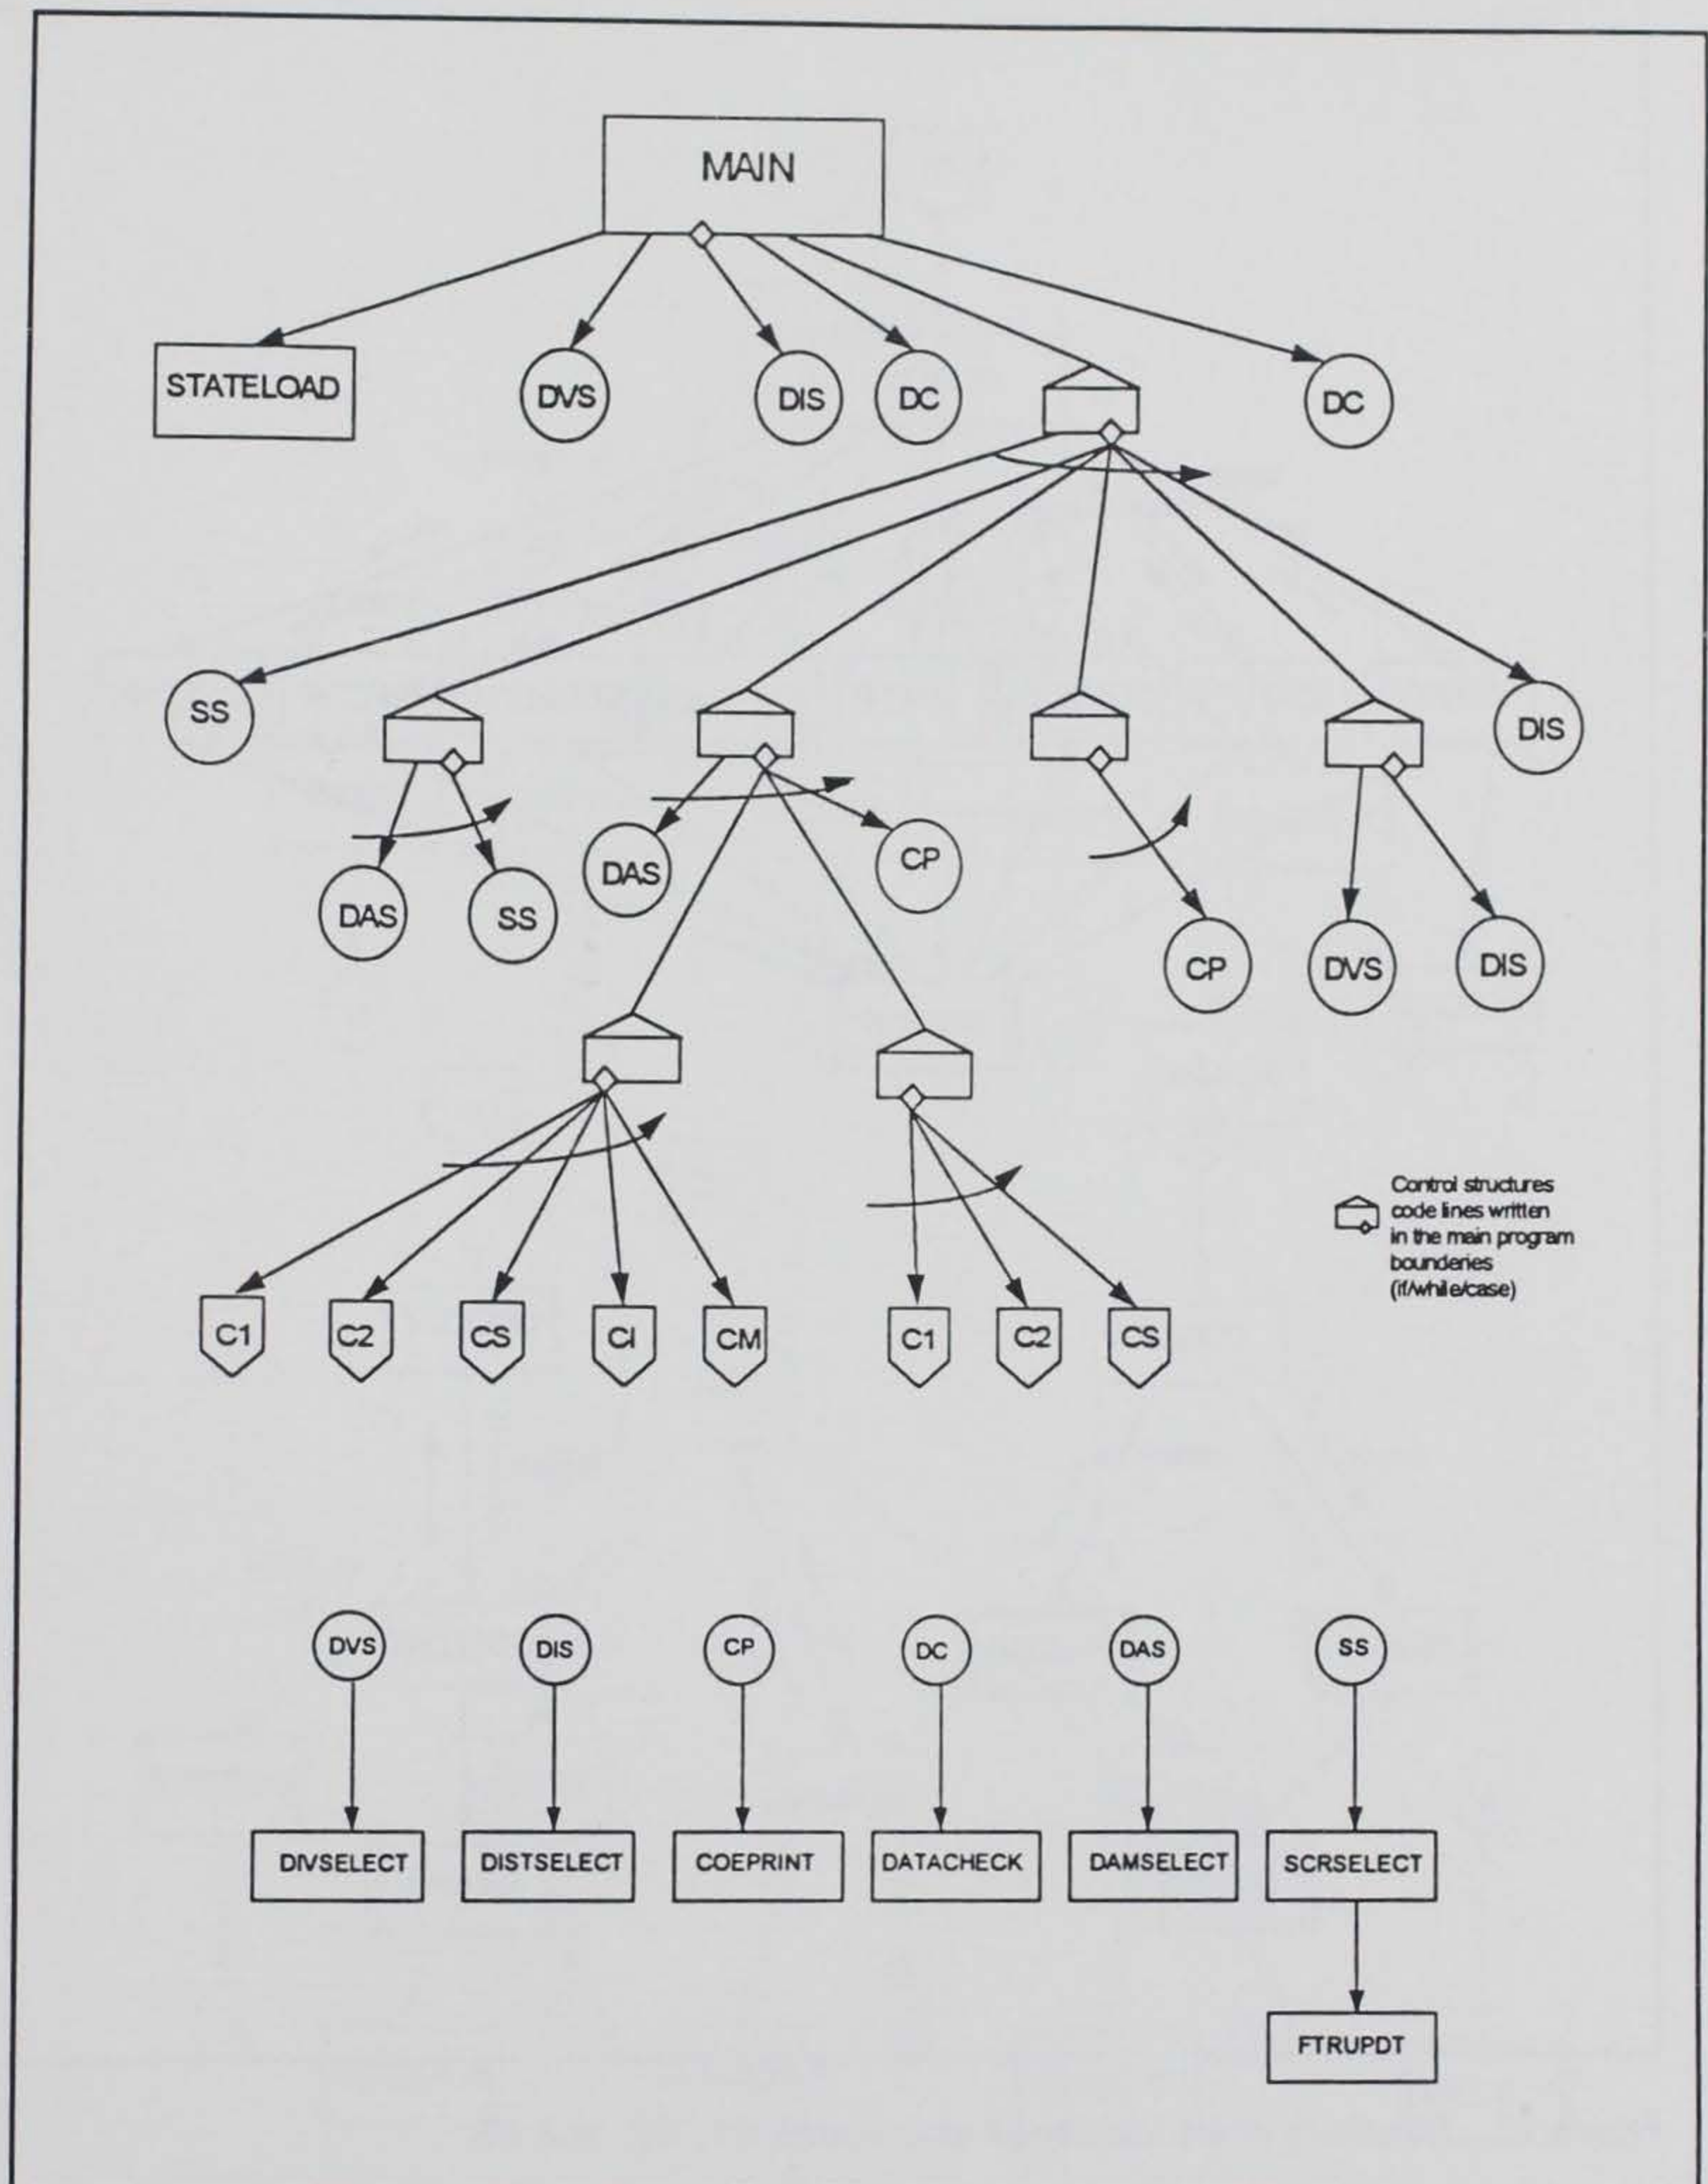 MAIN
STATELOAD
DVS
DIS
DC
DC
SS
DIS
DAS
SS
DAS
CP
CP
DVS
DIS
Control structures
code lines written
in the main program
bounderies
(if/while/case)
C1
C2
CS
CI
CM
C1
C2
CS
DVS
DIS
CP
DC
DAS
SS
DIVSELECT
DISTSELECT
COEPRINT
DATACHECK
DAMSELECT
SCRSELECT
FTRUPDT